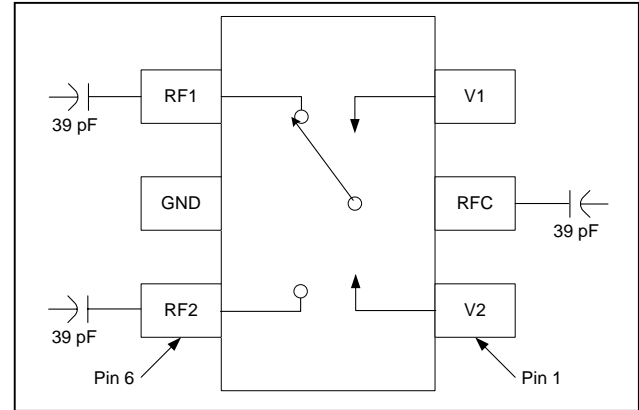 RF1
V1
39 pF
GND
RFC
39 pF
RF2
V2
39 pF
Pin 6
Pin 1